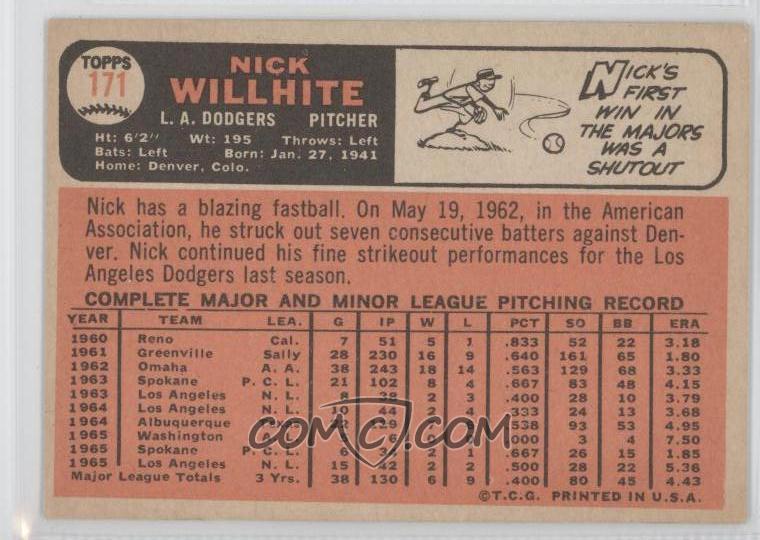 TOPPS
171
NICK
WILLHITE
L. A. DODGERS PITCHER
Ht: 6'2" Wt: 195 Throws: Left
Bats: Left Born: Jan. 27, 1941
Home: Denver, Colo.
NICK'S
FIRST
WIN IN
THE MAJORS
WAS A
SHUTOUT
Nick has a blazing fastball. On May 19, 1962, in the American
Association, he struck out seven consecutive batters against Den-
ver. Nick continued his fine strikeout performances for the Los
Angeles Dodgers last season.
COMPLETE MAJOR AND MINOR LEAGUE PITCHING RECORD
YEAR TEAM LEA. G IP W L PCT SO BB ERA
1960 Reno Cal. 7 51 5 1 .833 52 22 3.18
1961 Greenville Sally 28 230 16 9 .640 161 65 1.80
1962 Omaha A. A. 38 243 18 14 .563 129 68 3.33
1963 Spokane P. C. L. 21 102 8 4 .667 83 48 4.15
1963 Los Angeles N. L. 8 38 2 3 .400 28 10 3.79
1964 Los Angeles N. L. 10 44 2 4 .333 24 13 3.68
1964 Albuquerque 93 53 4.95
1965 Washington 3 4 7.50
1965 Spokane P. C. L. 6 2 1 .667 26 15 1.85
1965 Los Angeles N. L. 15 42 2 2 .500 28 22 5.36
Major League Totals 3 Yrs. 38 130 6 9 .400 80 45 4.43
©T.C.G. PRINTED IN U.S.A.
COMC.COM